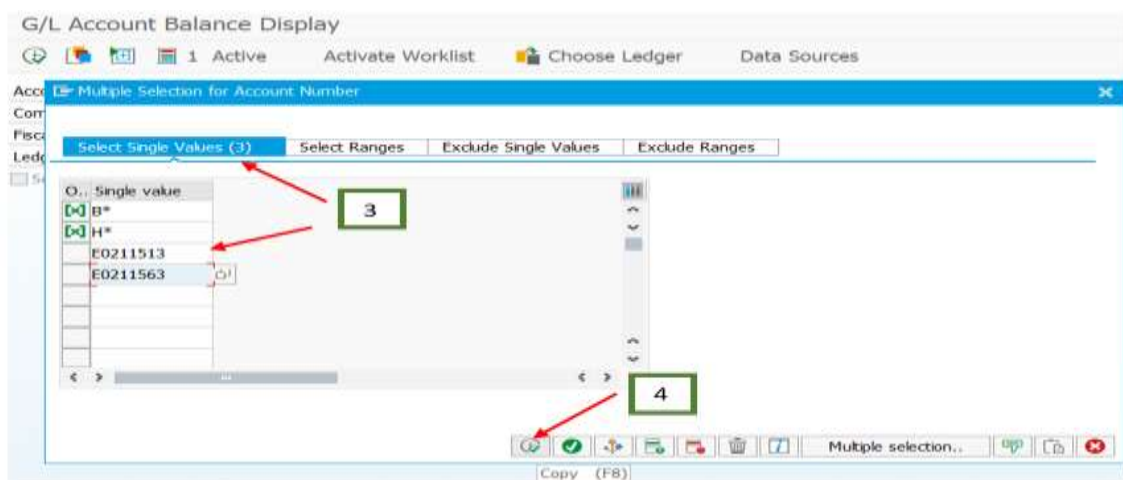 G/L Account Balance Display
1 Active Activate Worklist Choose Ledger Data Sources
Multiple Selection for Account Number
Select Single Values (3) Select Ranges Exclude Single Values Exclude Ranges
O.. Single value
B*
H*
E0211513
E0211563
3
4
Multiple selection..
Copy (F8)